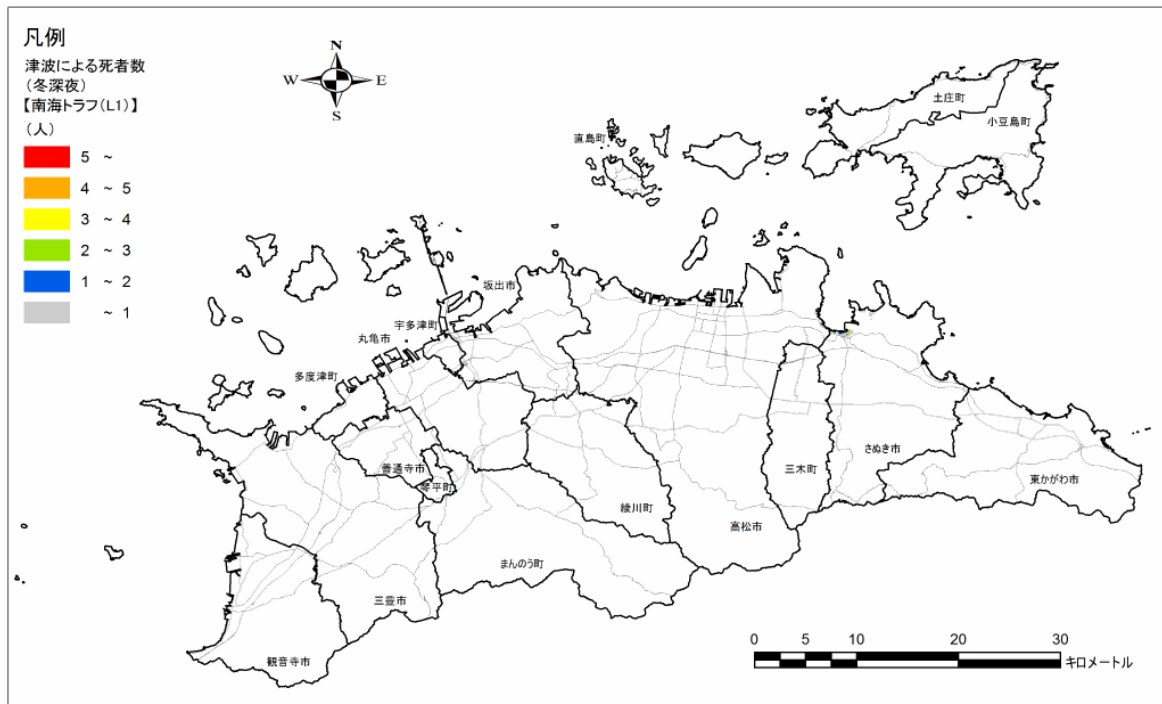 凡例
津波による死者数
(冬深夜)
【南海トラフ(L1)】
(人)
5 ~
4 ~ 5
3 ~ 4
2 ~ 3
1 ~ 2
~ 1
N
W E
S
土庄町
小豆島町
直島町
坂出市
宇多津町
丸亀市
多度津町
善通寺市
琴平町
さぬき市
三木町
東かがわ市
綾川町
高松市
まんのう町
三豊市
観音寺市
0 5 10 20 30
キロメートル